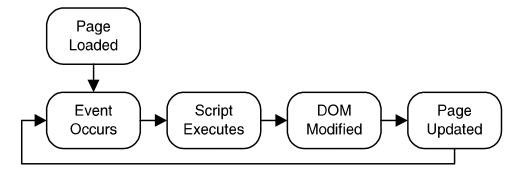 Page
Loaded
Event
Occurs
Script
Executes
DOM
Modified
Page
Updated